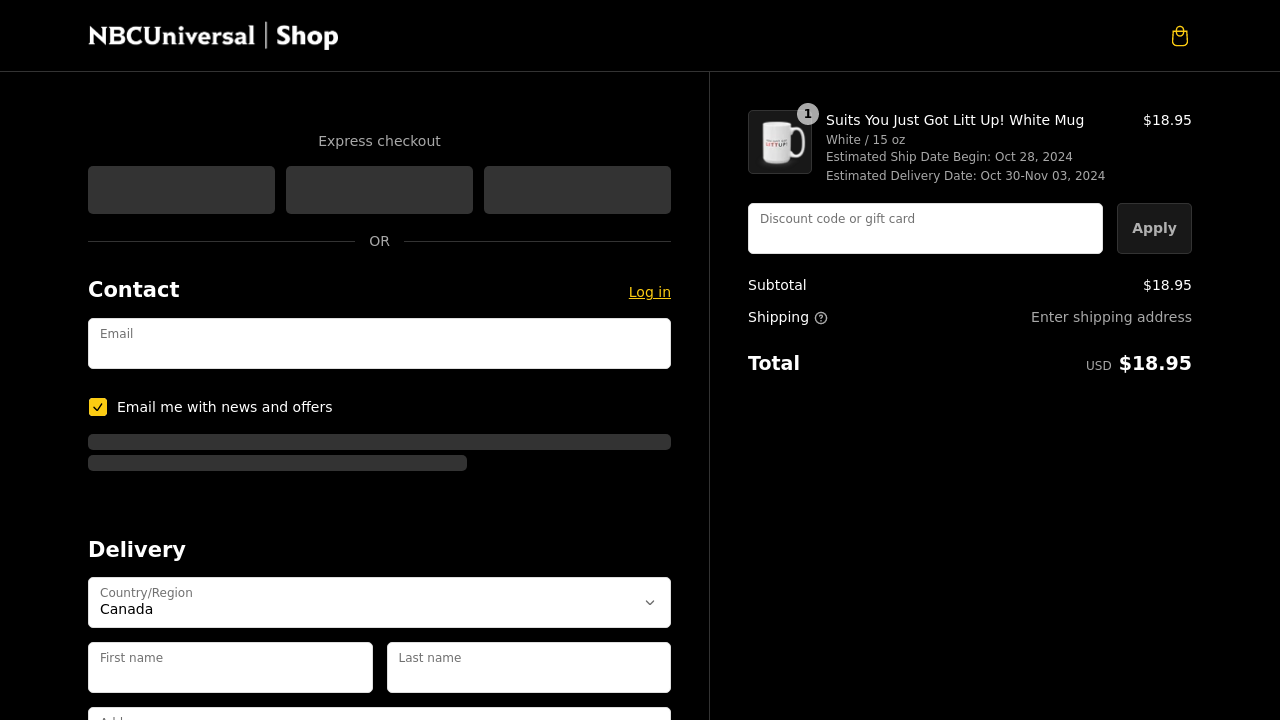 NBCUniversal | Shop
Express checkout
OR
Contact
Log in
Email
Email me with news and offers
Delivery
Country/Region
Canada
First name
Last name
1
Suits You Just Got Litt Up! White Mug
$18.95
White / 15 oz
Estimated Ship Date Begin: Oct 28, 2024
Estimated Delivery Date: Oct 30-Nov 03, 2024
Discount code or gift card
Apply
Subtotal
$18.95
Shipping
Enter shipping address
Total
USD $18.95